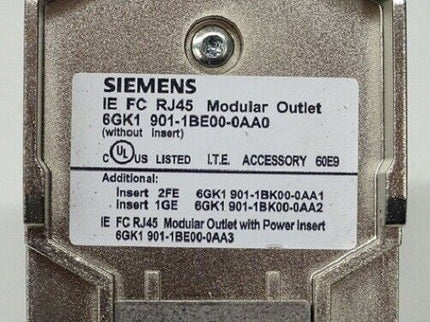 SIEMENS
IE FC RJ45 Modular Outlet
6GK1 901-1BE00-0AA0
(without Insert)
C UL US LISTED I.T.E. ACCESSORY 60E9
Additional:
Insert 2FE 6GK1 901-1BK00-0AA1
Insert 1GE 6GK1 901-1BK00-0AA2
IE FC RJ45 Modular Outlet with Power Insert
6GK1 901-1BE00-0AA3